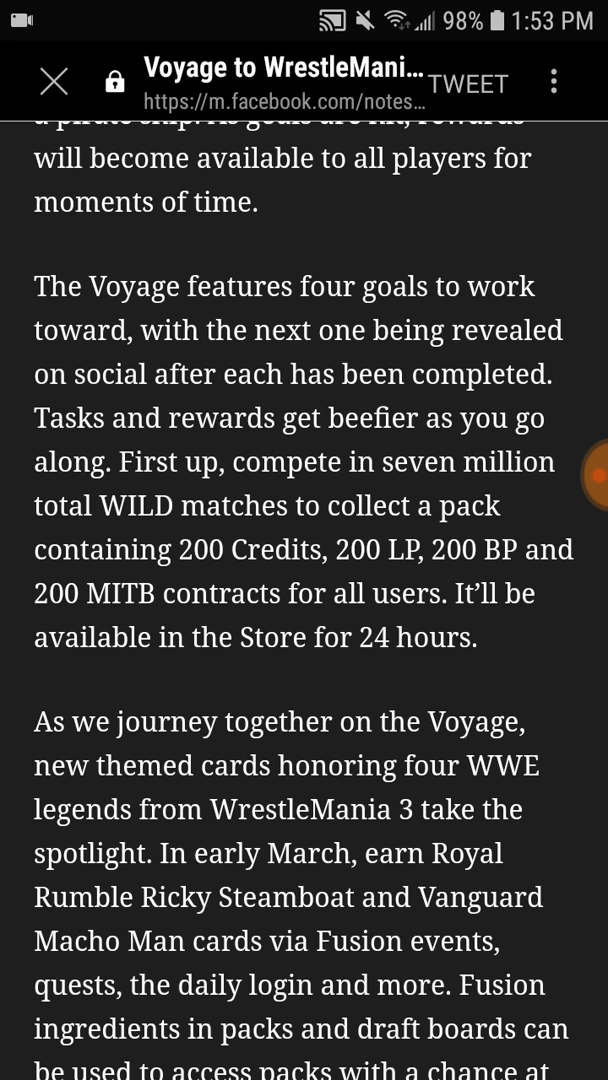 98% 1:53 PM
Voyage to WrestleMani...
https://m.facebook.com/notes...
TWEET
a pirate ship. As goals are hit, rewards
will become available to all players for
moments of time.
The Voyage features four goals to work
toward, with the next one being revealed
on social after each has been completed.
Tasks and rewards get beefier as you go
along. First up, compete in seven million
total WILD matches to collect a pack
containing 200 Credits, 200 LP, 200 BP and
200 MITB contracts for all users. It’ll be
available in the Store for 24 hours.
As we journey together on the Voyage,
new themed cards honoring four WWE
legends from WrestleMania 3 take the
spotlight. In early March, earn Royal
Rumble Ricky Steamboat and Vanguard
Macho Man cards via Fusion events,
quests, the daily login and more. Fusion
ingredients in packs and draft boards can
be used to access packs with a chance at